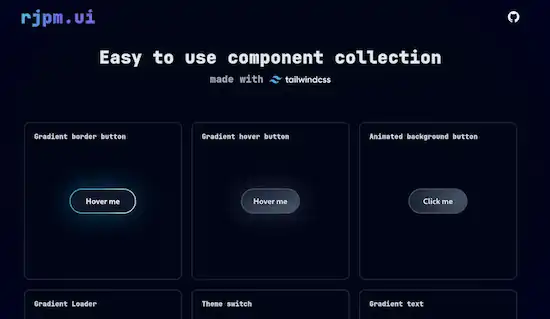 rjpm.ui
Easy to use component collection
made with tailwindcss
Gradient border button
Gradient hover button
Animated background button
Hover me
Hover me
Click me
Gradient Loader
Theme switch
Gradient text